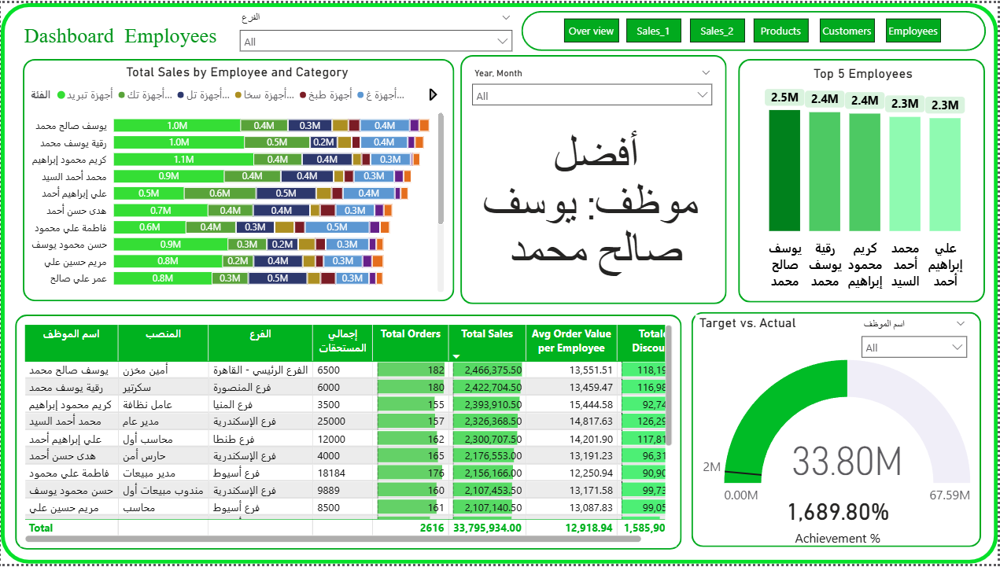 Dashboard Employees
الفرع
All
Over view
Sales_1
Sales_2
Products
Customers
Employees
Total Sales by Employee and Category
الفئة أجهزة تبريد أجهزة تك... أجهزة تل... أجهزة سخا... أجهزة طبخ أجهزة غ...
يوسف صالح محمد 1.0M 0.4M 0.3M 0.4M
رقية يوسف محمد 1.0M 0.5M 0.2M 0.4M
كريم محمود إبراهيم 1.1M 0.4M 0.4M 0.3M
محمد أحمد السيد 0.9M 0.4M 0.4M 0.3M
علي إبراهيم أحمد 0.5M 0.6M 0.5M 0.4M
هدى حسن أحمد 0.7M 0.4M 0.4M 0.3M
فاطمة علي محمود 0.6M 0.4M 0.3M 0.5M
حسن محمود يوسف 0.9M 0.3M 0.2M 0.3M
مريم حسين علي 0.8M 0.2M 0.4M 0.3M
عمر علي صالح 0.8M 0.3M 0.5M 0.3M
Year, Month
All
أفضل
موظف: يوسف
صالح محمد
Top 5 Employees
2.5M 2.4M 2.4M 2.3M 2.3M
يوسف صالح محمد
رقية يوسف محمد
كريم محمود إبراهيم
محمد أحمد السيد
علي إبراهيم أحمد
اسم الموظف المنصب الفرع إجمالي المستحقات Total Orders Total Sales Avg Order Value per Employee Total Discou
يوسف صالح محمد أمين مخزن الفرع الرئيسي - القاهرة 6500 182 2,466,375.50 13,551.51 118,19
رقية يوسف محمد سكرتير فرع المنصورة 6000 180 2,422,704.50 13,459.47 116,98
كريم محمود إبراهيم عامل نظافة فرع المنيا 3500 155 2,393,910.50 15,444.58 92,74
محمد أحمد السيد مدير عام فرع الإسكندرية 25000 157 2,326,368.50 14,817.63 126,29
علي إبراهيم أحمد محاسب أول فرع طنطا 12000 162 2,300,707.50 14,201.90 117,81
هدى حسن أحمد حارس أمن فرع الإسكندرية 4000 165 2,176,553.00 13,191.23 96,31
فاطمة علي محمود مدير مبيعات فرع أسيوط 18184 176 2,156,166.00 12,250.94 90,90
حسن محمود يوسف مندوب مبيعات أول فرع الإسكندرية 9889 160 2,107,453.50 13,171.58 99,73
مريم حسين علي محاسب فرع أسيوط 8500 161 2,107,140.50 13,087.83 99,05
Total 2616 33,795,934.00 12,918.94 1,585,90
Target vs. Actual
اسم الموظف
All
2M
33.80M
0.00M
67.59M
1,689.80%
Achievement %